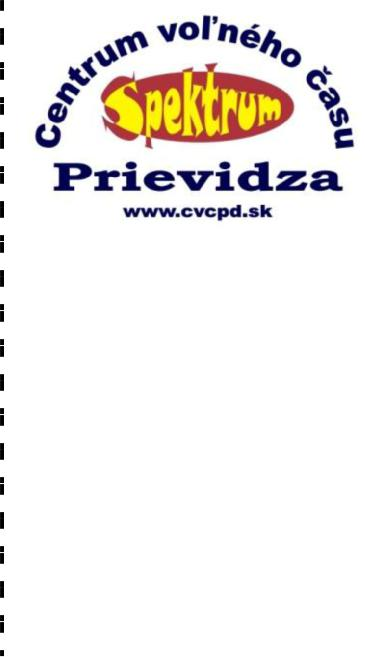 Centrum voľného času
Spektrum
Prievidza
www.cvcpd.sk